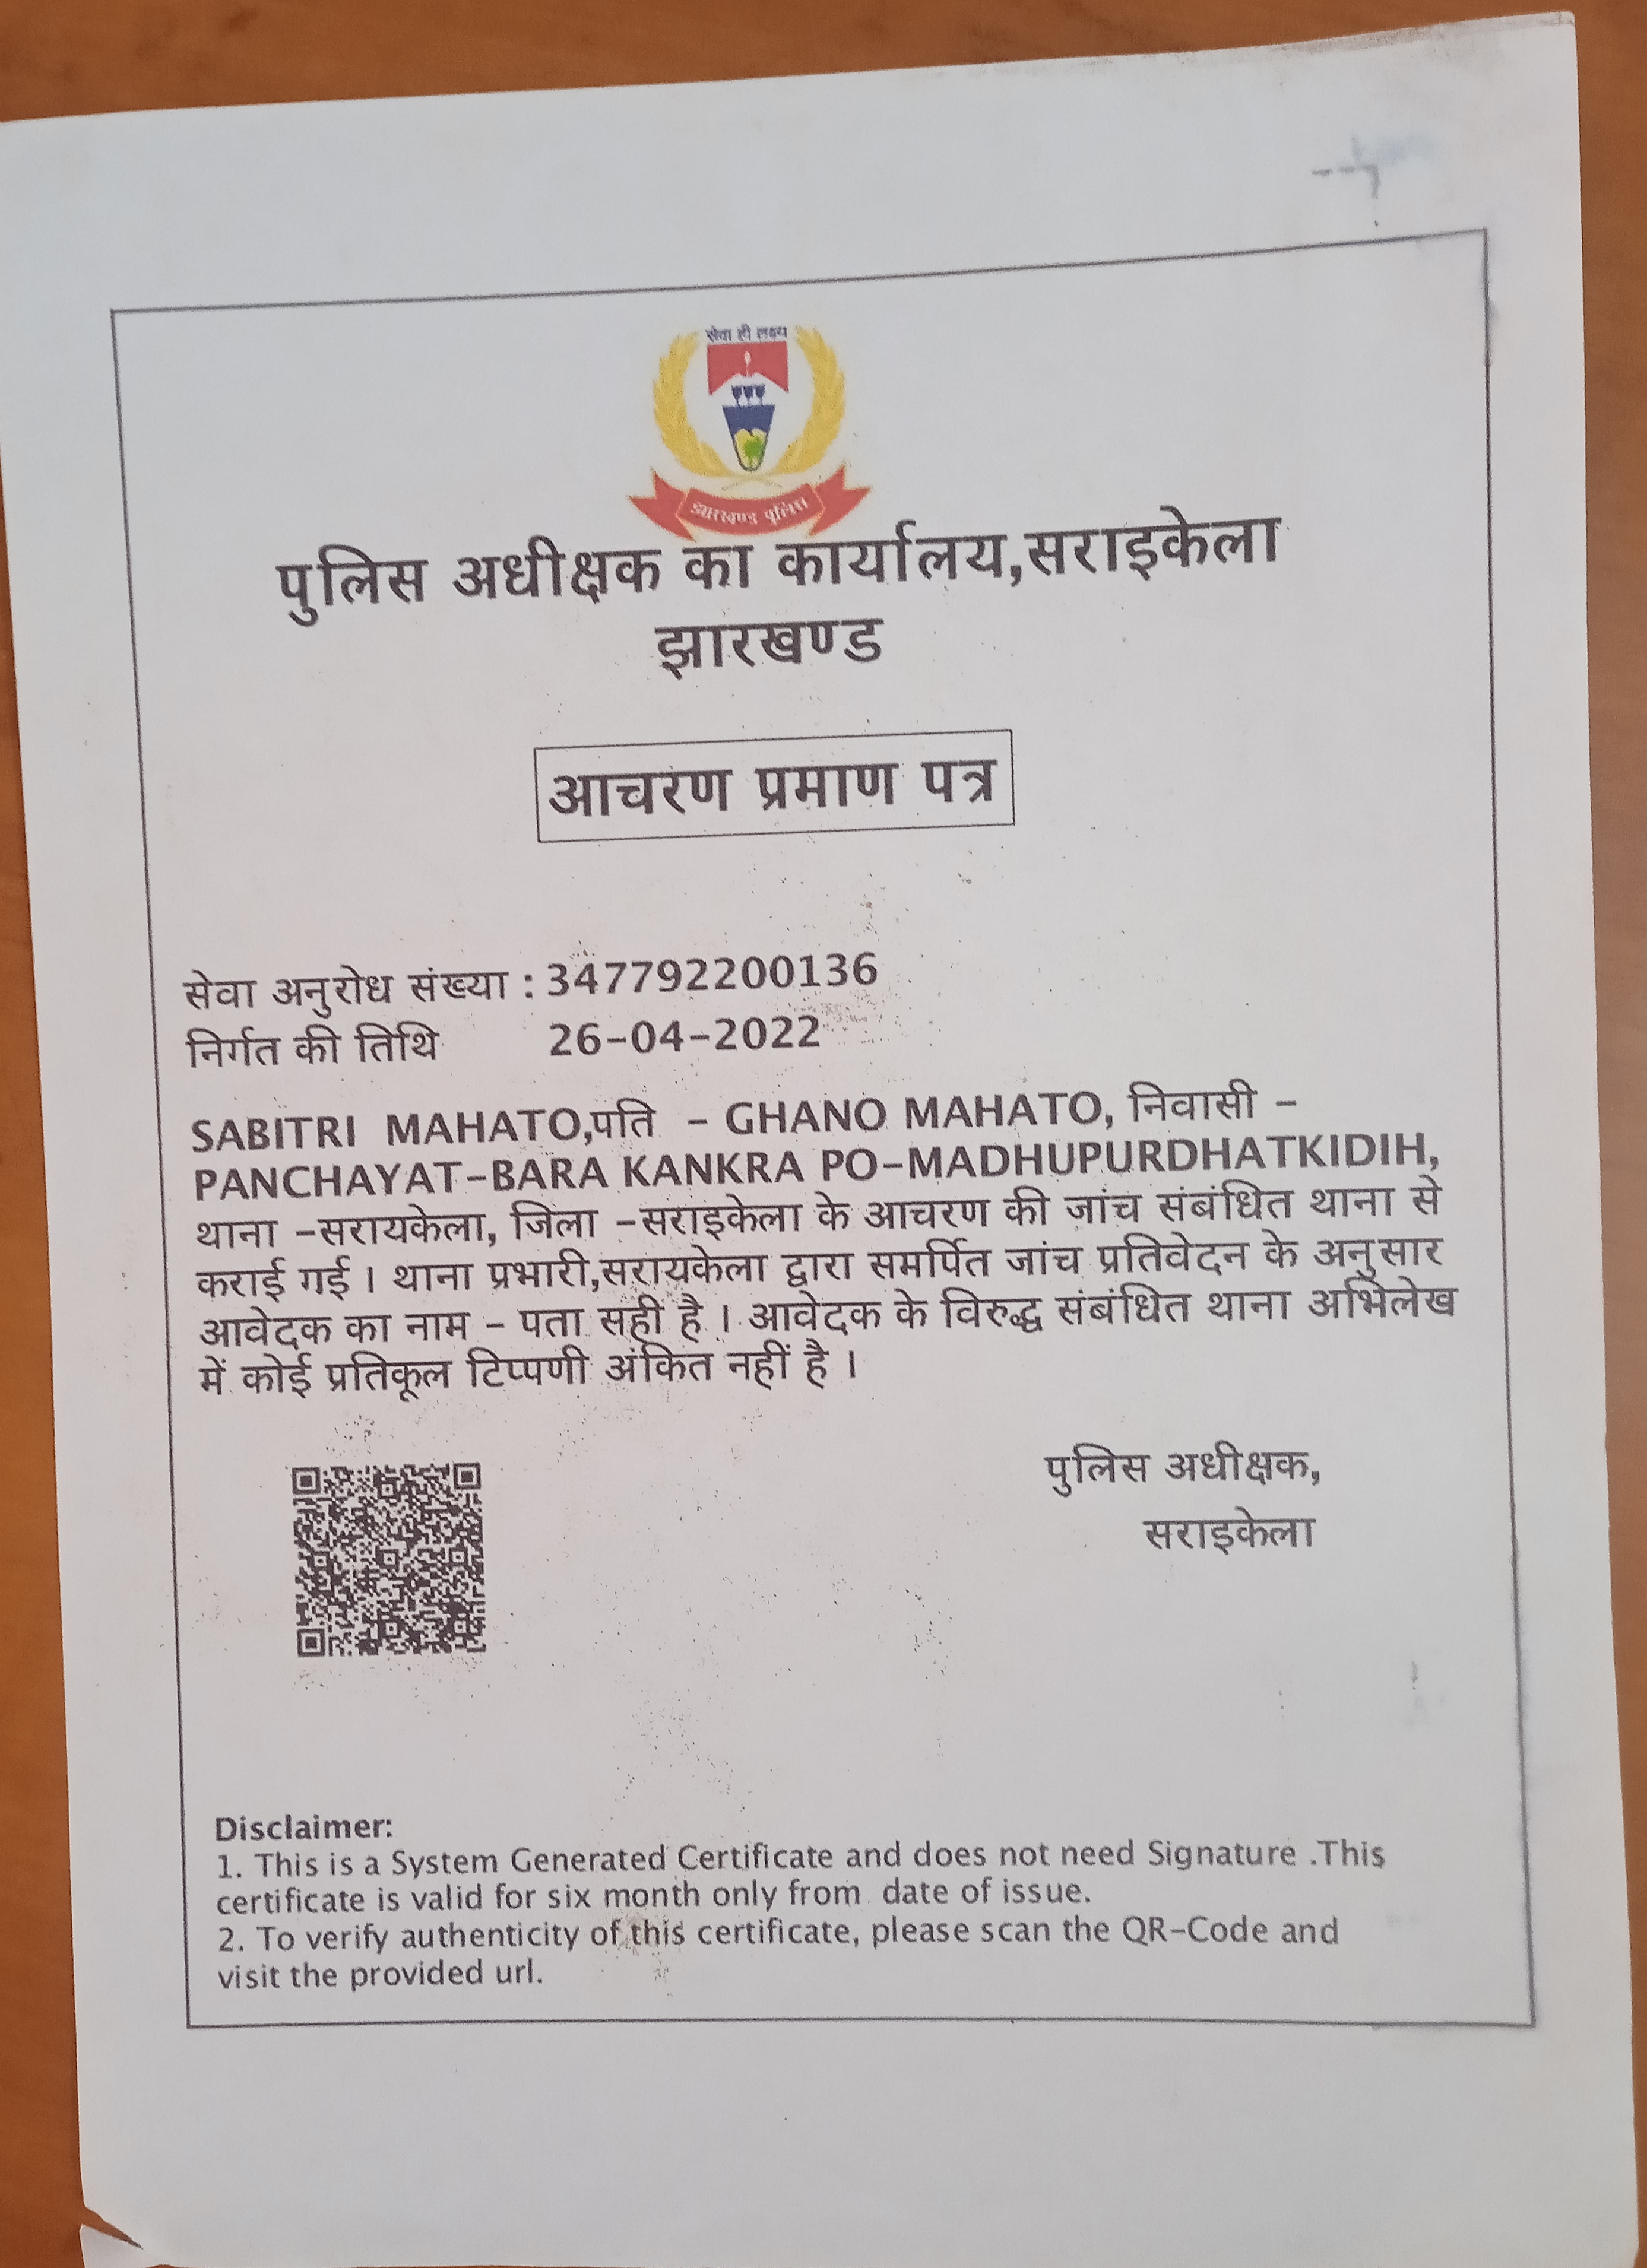 सेवा ही लक्ष्य
झारखण्ड पुलिस
पुलिस अधीक्षक का कार्यालय,सराइकेला
झारखण्ड
आचरण प्रमाण पत्र
सेवा अनुरोध संख्या : 347792200136
निर्गत की तिथि 26-04-2022
SABITRI MAHATO,पति - GHANO MAHATO, निवासी -
PANCHAYAT-BARA KANKRA PO-MADHUPURDHATKIDIH,
थाना -सरायकेला, जिला -सराइकेला के आचरण की जांच संबंधित थाना से
कराई गई । थाना प्रभारी,सरायकेला द्वारा समर्पित जांच प्रतिवेदन के अनुसार
आवेदक का नाम - पता सही है । आवेदक के विरुद्ध संबंधित थाना अभिलेख
में कोई प्रतिकूल टिप्पणी अंकित नहीं है ।
पुलिस अधीक्षक,
सराइकेला
Disclaimer:
1. This is a System Generated Certificate and does not need Signature .This
certificate is valid for six month only from date of issue.
2. To verify authenticity of this certificate, please scan the QR-Code and
visit the provided url.